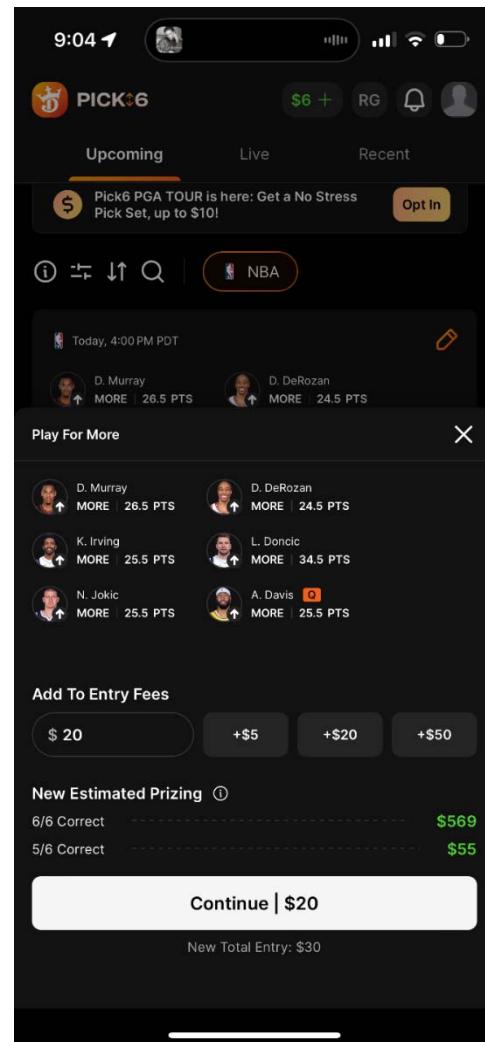 9:04
PICK6
$6 +
RG
Upcoming
Live
Recent
Pick6 PGA TOUR is here: Get a No Stress
Pick Set, up to $10!
Opt In
NBA
Today, 4:00 PM PDT
D. Murray
MORE | 26.5 PTS
D. DeRozan
MORE | 24.5 PTS
Play For More
D. Murray
MORE | 26.5 PTS
D. DeRozan
MORE | 24.5 PTS
K. Irving
MORE | 25.5 PTS
L. Doncic
MORE | 34.5 PTS
N. Jokic
MORE | 25.5 PTS
A. Davis Q
MORE | 25.5 PTS
Add To Entry Fees
$ 20
+$5
+$20
+$50
New Estimated Prizing
6/6 Correct
$569
5/6 Correct
$55
Continue | $20
New Total Entry: $30